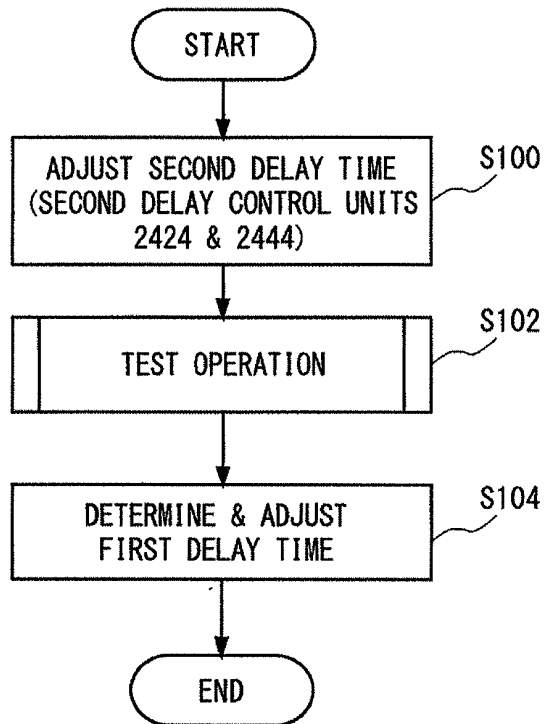 START
ADJUST SECOND DELAY TIME
(SECOND DELAY CONTROL UNITS
2424 & 2444)
S100
TEST OPERATION
S102
DETERMINE & ADJUST
FIRST DELAY TIME
S104
END